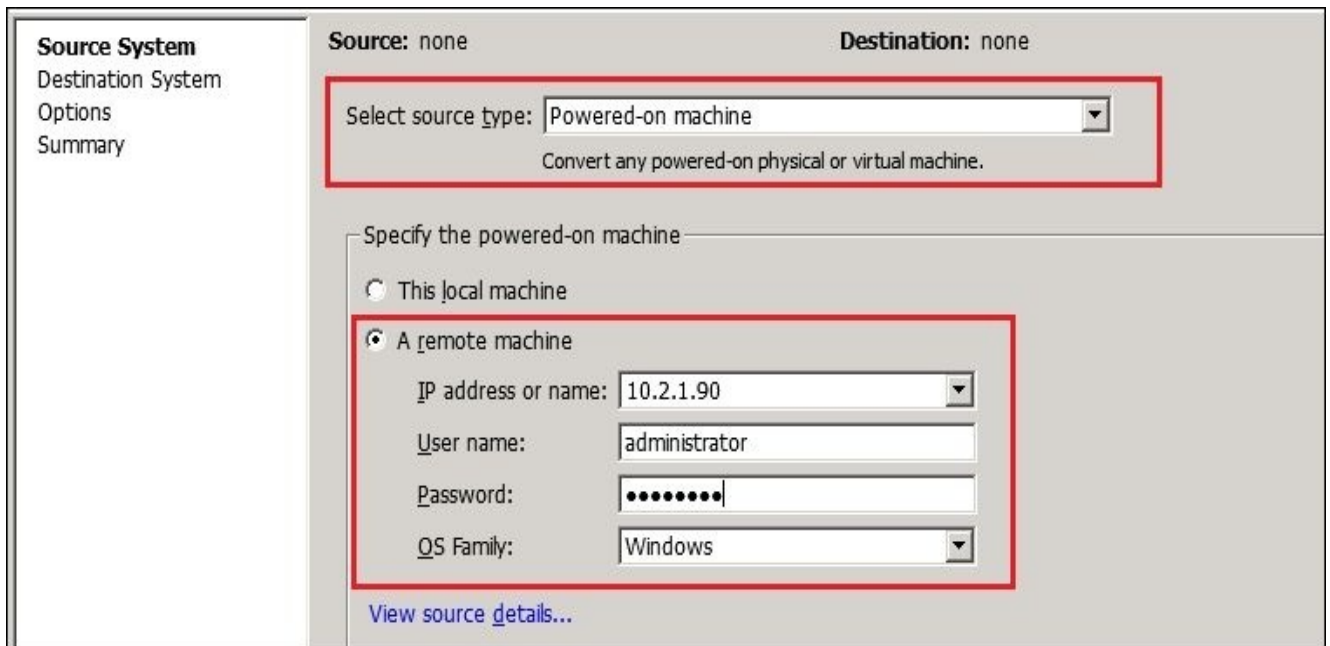 Source System
Destination System
Options
Summary
Source: none Destination: none
Select source type: Powered-on machine
Convert any powered-on physical or virtual machine.
Specify the powered-on machine
This local machine
A remote machine
IP address or name: 10.2.1.90
User name: administrator
Password: ●●●●●●●●
OS Family: Windows
View source details...